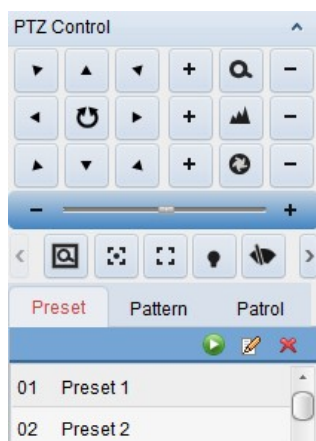 PTZ Control
+ −
+ −
+ −
− +
Preset Pattern Patrol
01 Preset 1
02 Preset 2